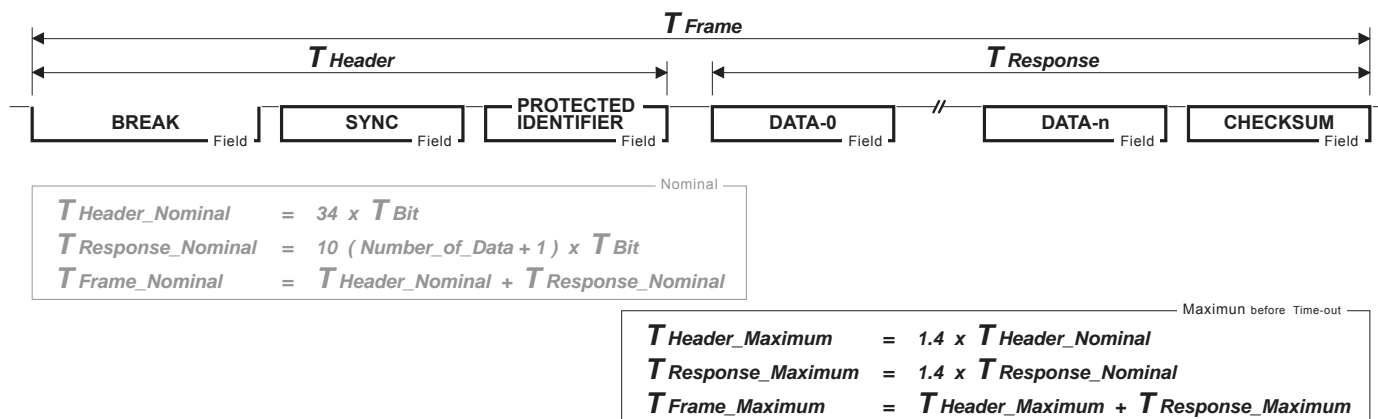 T Frame
T Header T Response
BREAK Field SYNC Field PROTECTED IDENTIFIER Field DATA-0 Field DATA-n Field CHECKSUM Field
Nominal
T Header_Nominal = 34 x T Bit
T Response_Nominal = 10 ( Number_of_Data + 1 ) x T Bit
T Frame_Nominal = T Header_Nominal + T Response_Nominal
Maximun before Time-out
T Header_Maximum = 1.4 x T Header_Nominal
T Response_Maximum = 1.4 x T Response_Nominal
T Frame_Maximum = T Header_Maximum + T Response_Maximum